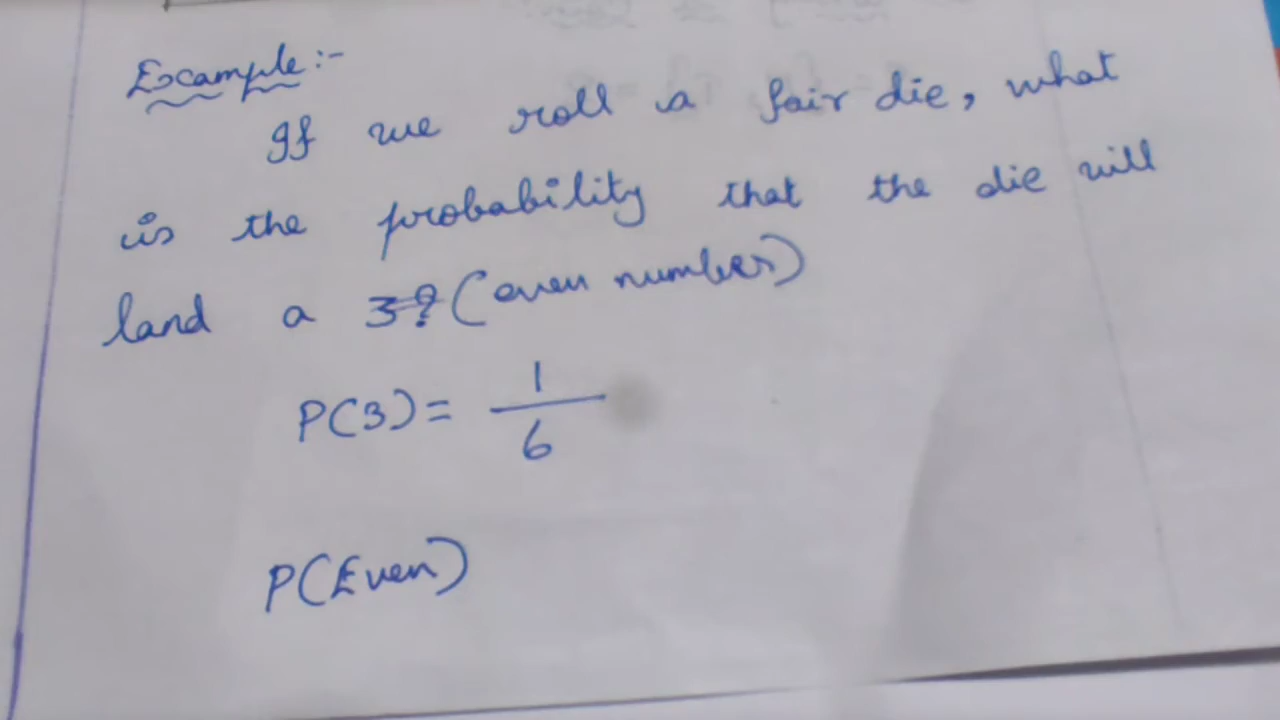 Example:-
If we roll a fair die, what
is the probability that the die will
land a 3? (even number)
P(3) = 1/6
P(Even)